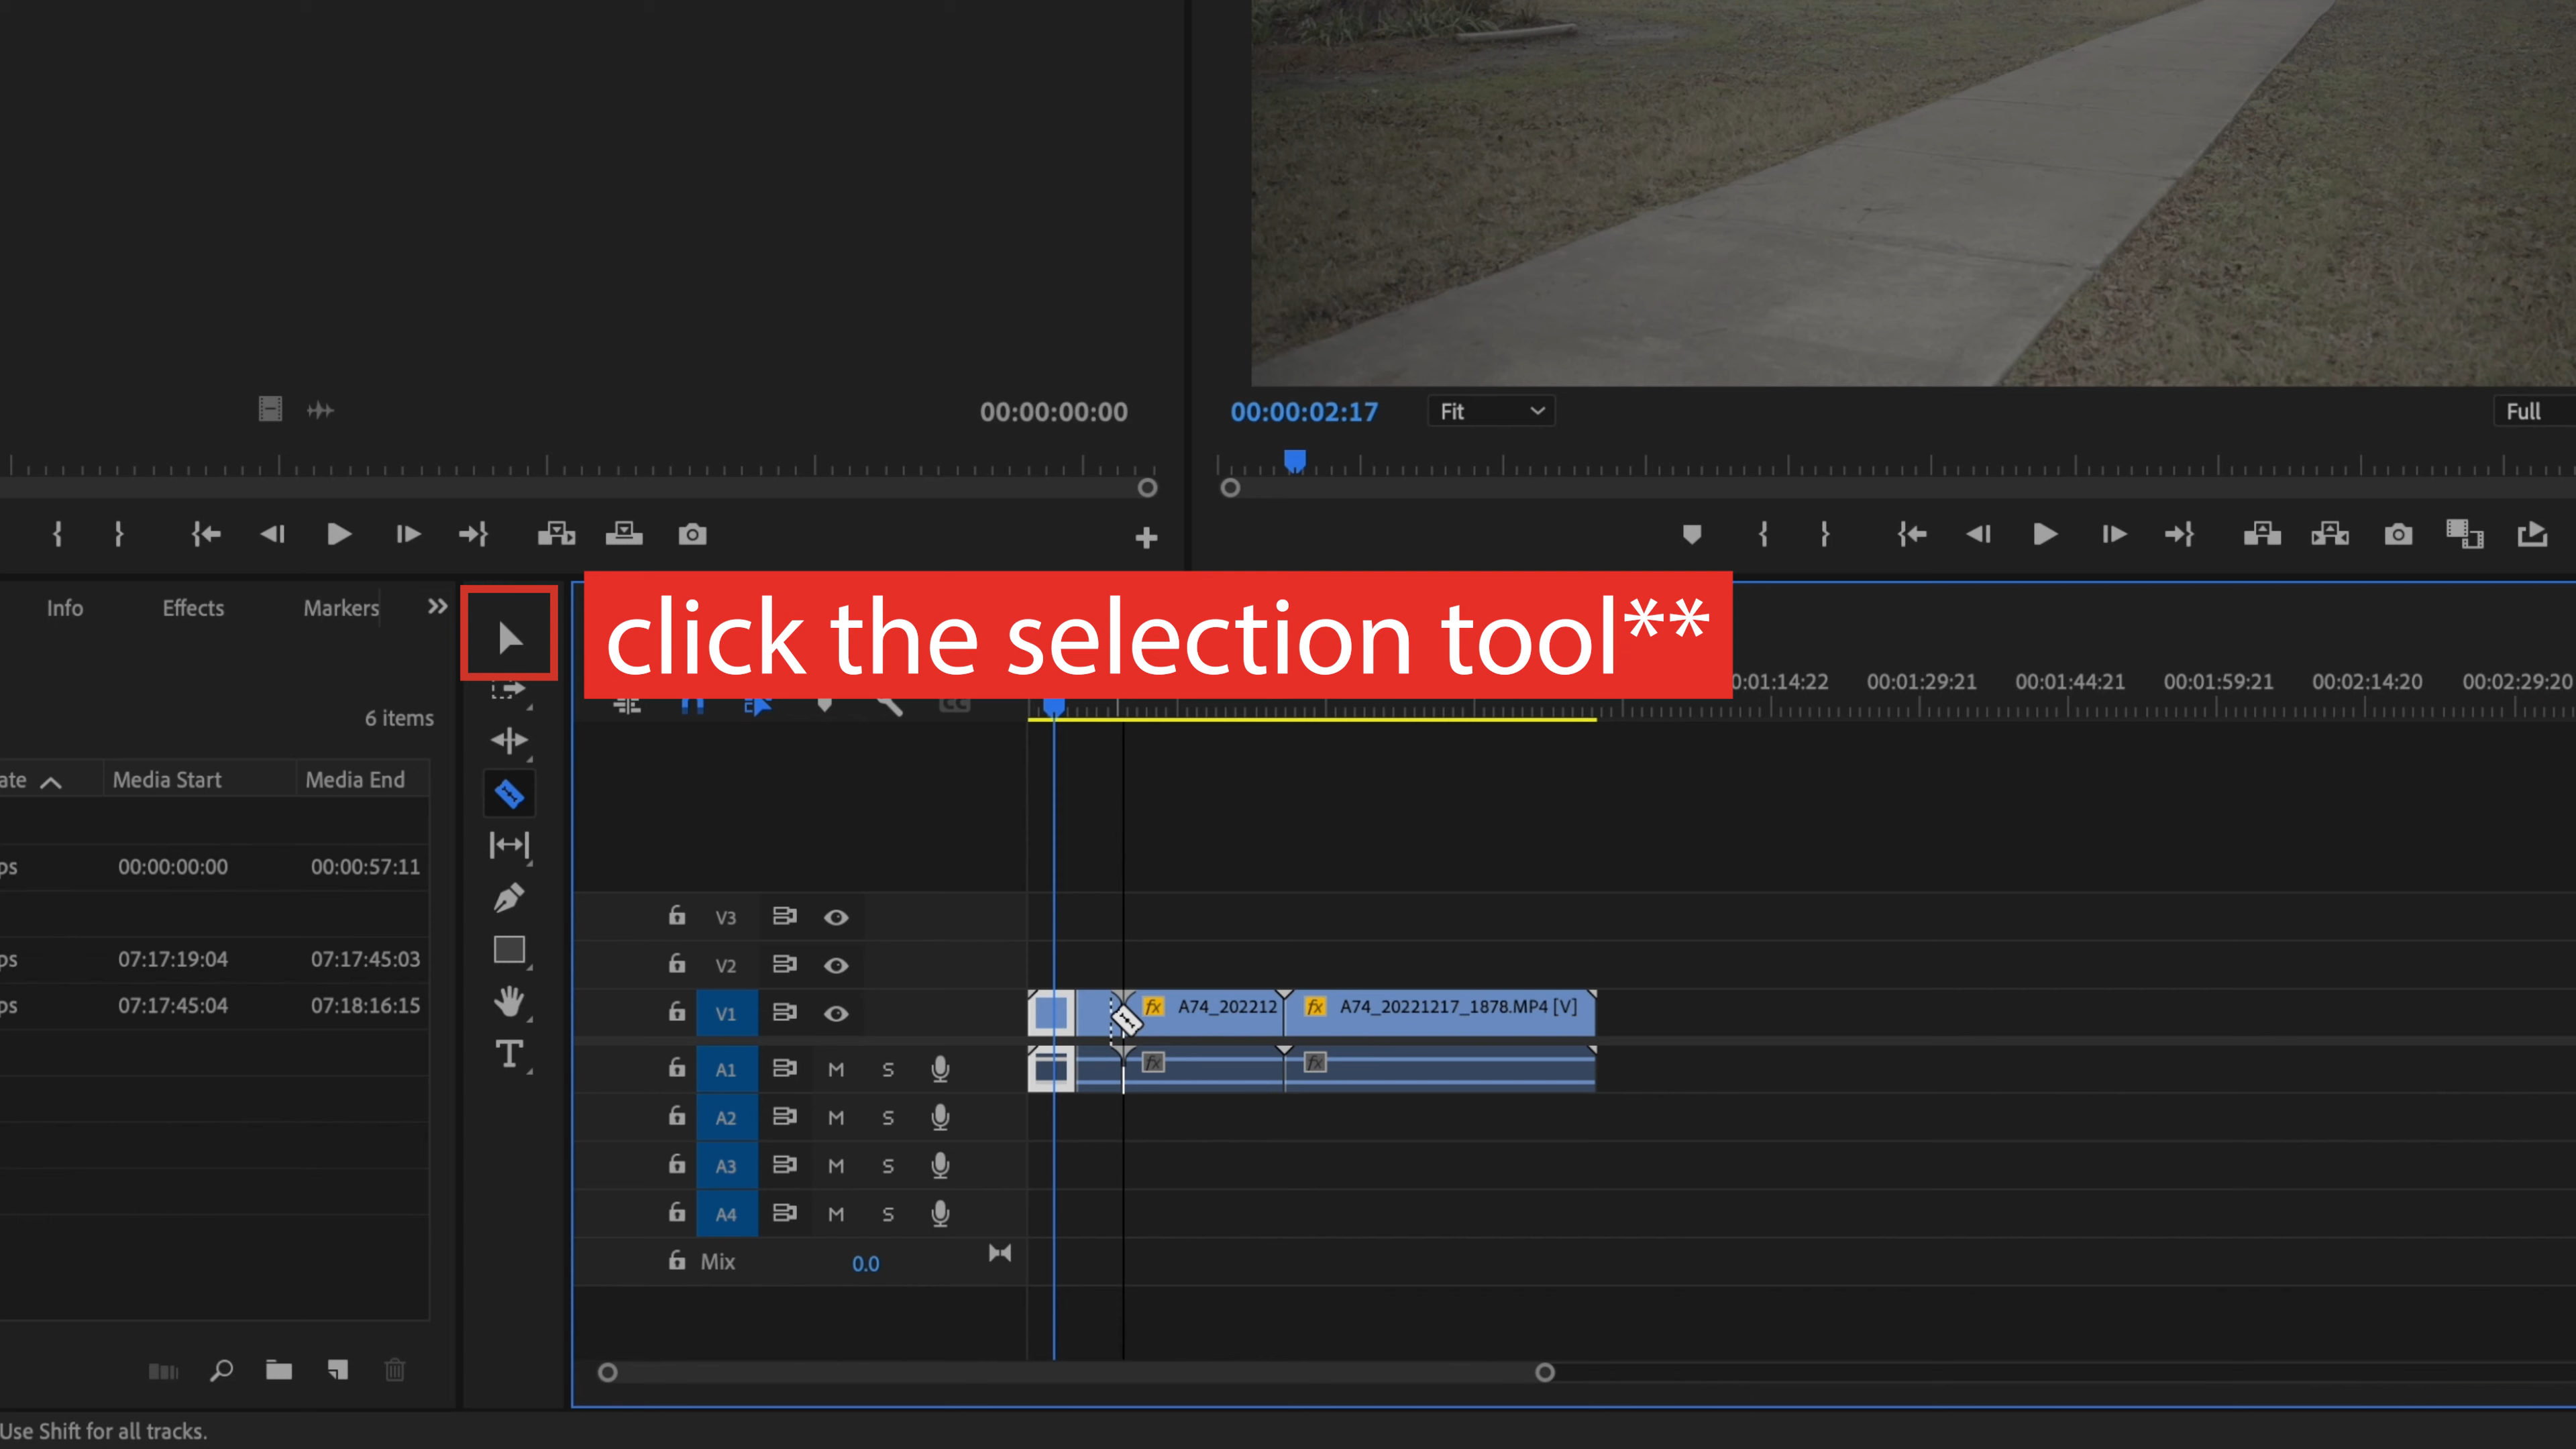 00:00:00:00
00:00:02:17
Fit
Full
Info
Effects
Markers
click the selection tool**
6 items
0:01:14:22
00:01:29:21
00:01:44:21
00:01:59:21
00:02:14:20
00:02:29:20
ate
Media Start
Media End
ps
00:00:00:00
00:00:57:11
ps
07:17:19:04
07:17:45:03
ps
07:17:45:04
07:18:16:15
V3
V2
V1
fx
A74_202212
fx
A74_20221217_1878.MP4 [V]
A1
M
S
fx
fx
A2
M
S
A3
M
S
A4
M
S
Mix
0.0
T
Use Shift for all tracks.